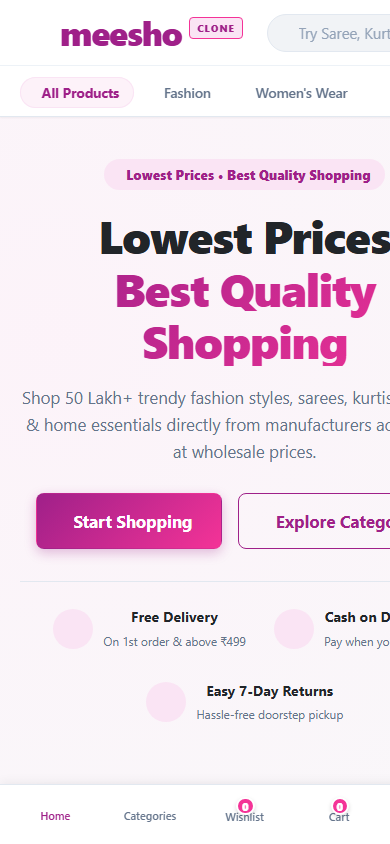 meesho CLONE Try Saree, Kurt
All Products Fashion Women's Wear
Lowest Prices • Best Quality Shopping
Lowest Prices
Best Quality
Shopping
Shop 50 Lakh+ trendy fashion styles, sarees, kurtis
& home essentials directly from manufacturers ac
at wholesale prices.
Start Shopping Explore Catego
Free Delivery Cash on D
On 1st order & above ₹499 Pay when yo
Easy 7-Day Returns
Hassle-free doorstep pickup
0 0
Home Categories Wishlist Cart